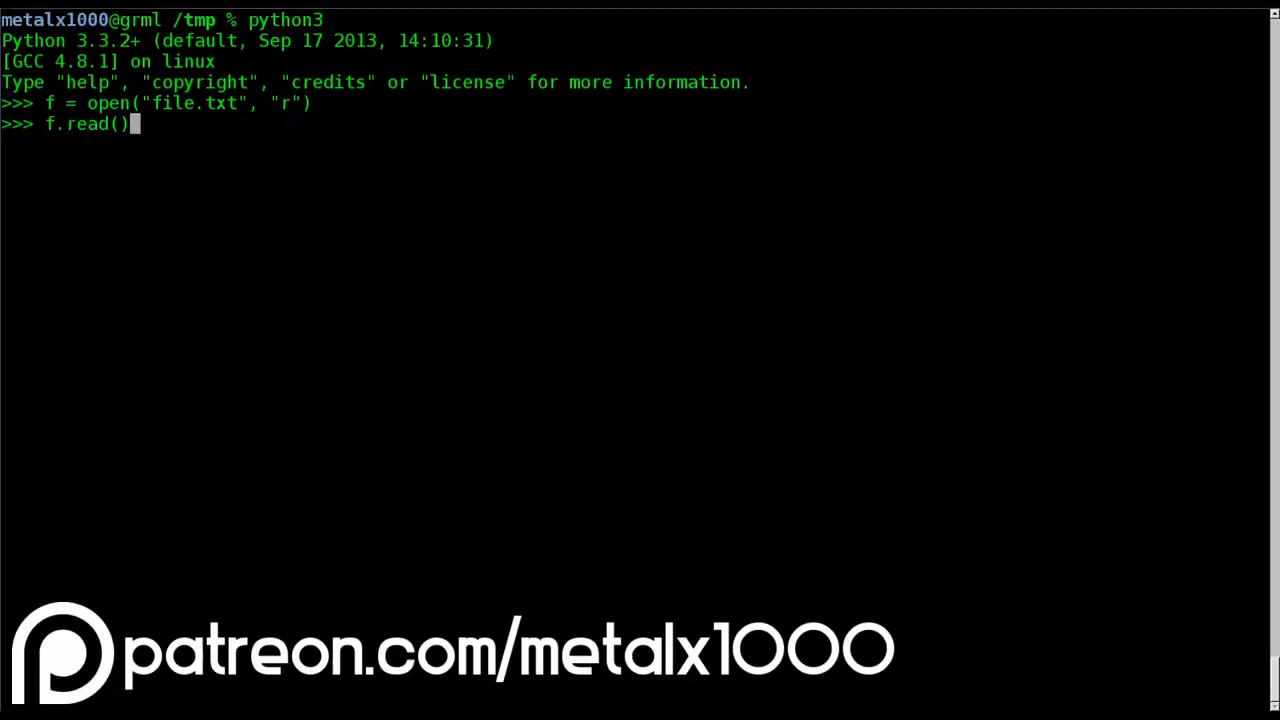 metalx1000@grml /tmp % python3
Python 3.3.2+ (default, Sep 17 2013, 14:10:31)
[GCC 4.8.1] on linux
Type "help", "copyright", "credits" or "license" for more information.
>>> f = open("file.txt", "r")
>>> f.read()
patreon.com/metalx1000